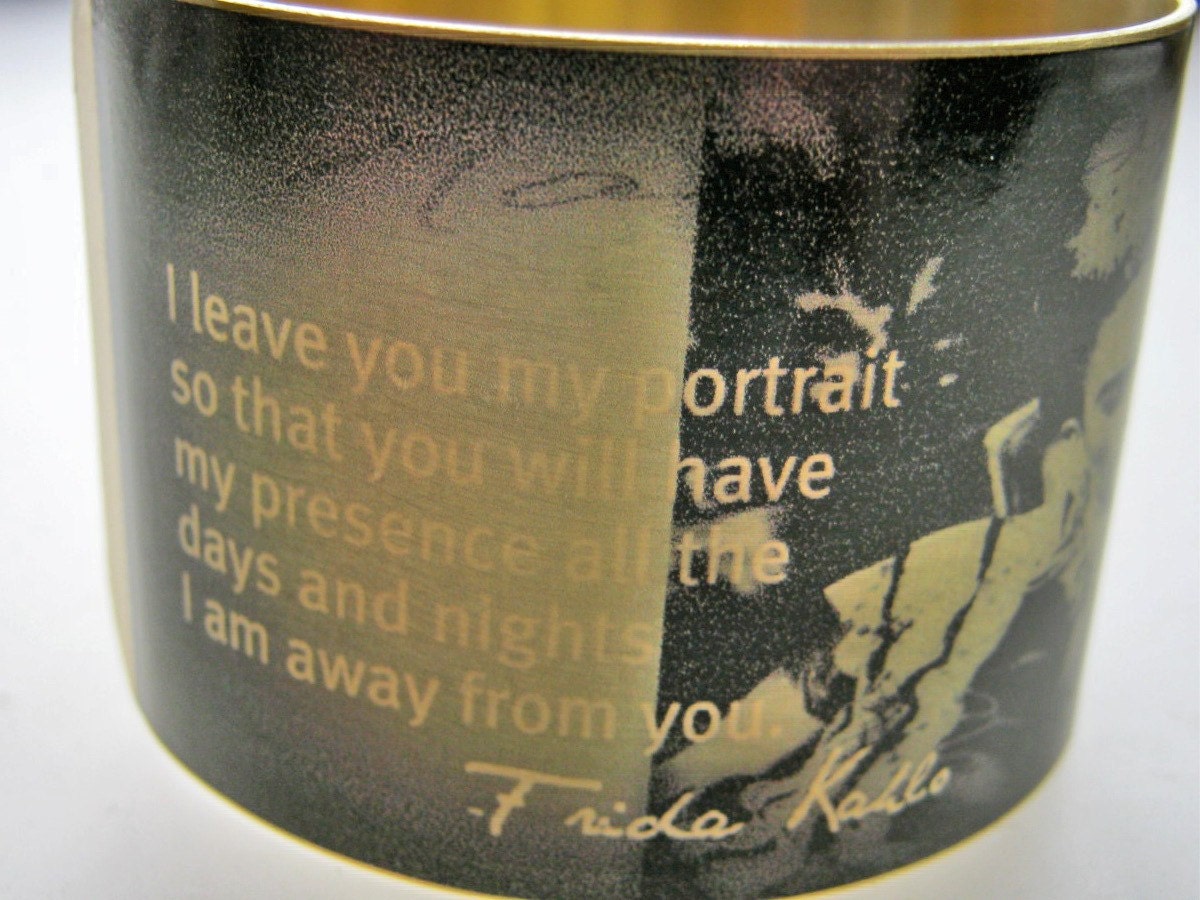 I leave you my portrait
so that you will have
my presence all the
days and nights
I am away from you.
Frida Kahlo